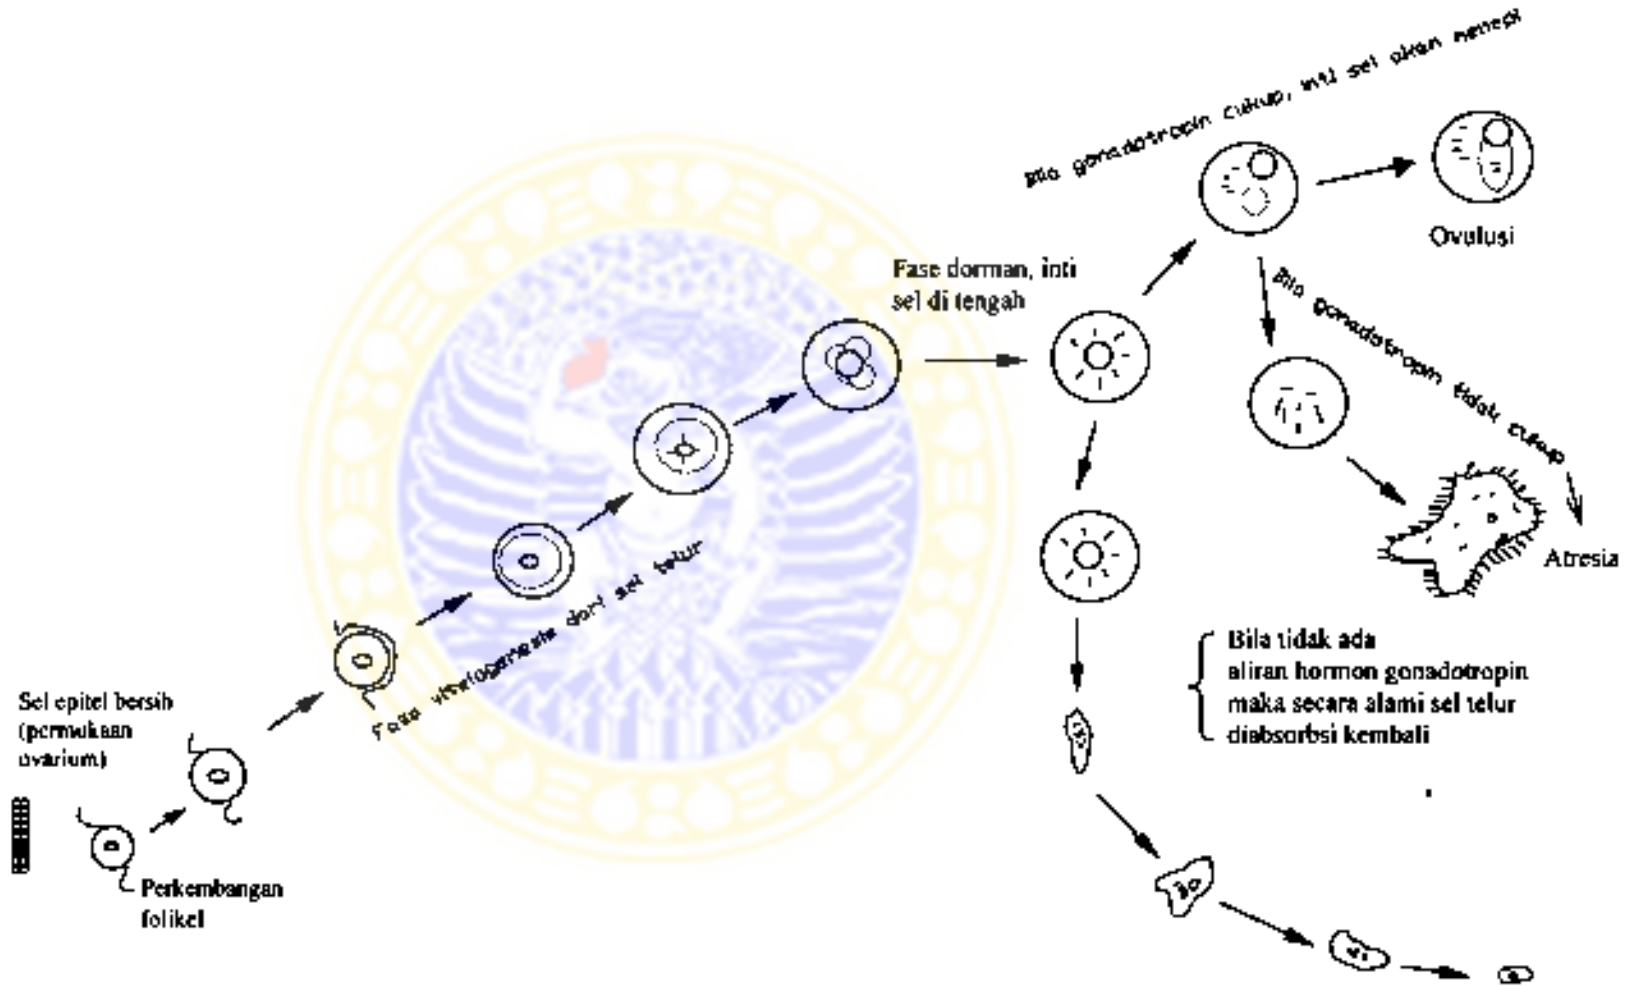 Bila gonadotropin cukup, inti sel akan menepi
Ovulusi
Fase dorman, inti
sel di tengah
Bila gonadotropin tidak cukup
Atresia
Fase vitelogenesis dari sel telur
Bila tidak ada
aliran hormon gonadotropin
maka secara alami sel telur
diabsorbsi kembali
Sel epitel bersih
(permukaan
ovarium)
Perkembangan
folikel